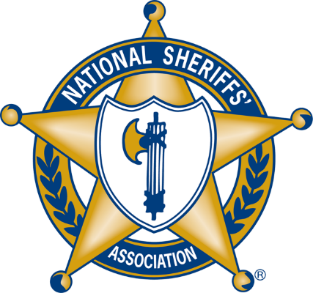 NATIONAL SHERIFFS'
ASSOCIATION
®